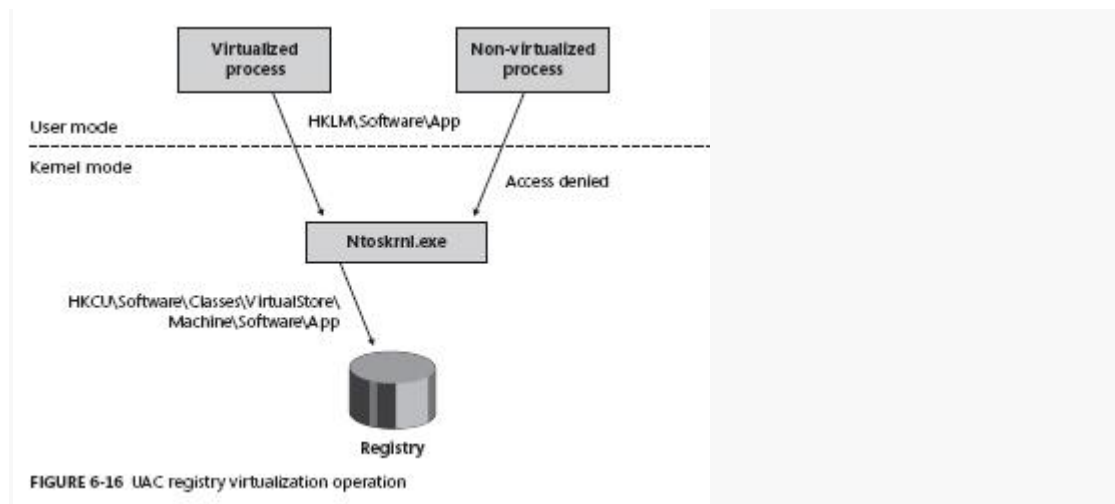 Virtualized
process
Non-virtualized
process
HKLM\Software\App
User mode
Kernel mode
Access denied
Ntoskrnl.exe
HKCU\Software\Classes\VirtualStore\
Machine\Software\App
Registry
FIGURE 6-16 UAC registry virtualization operation